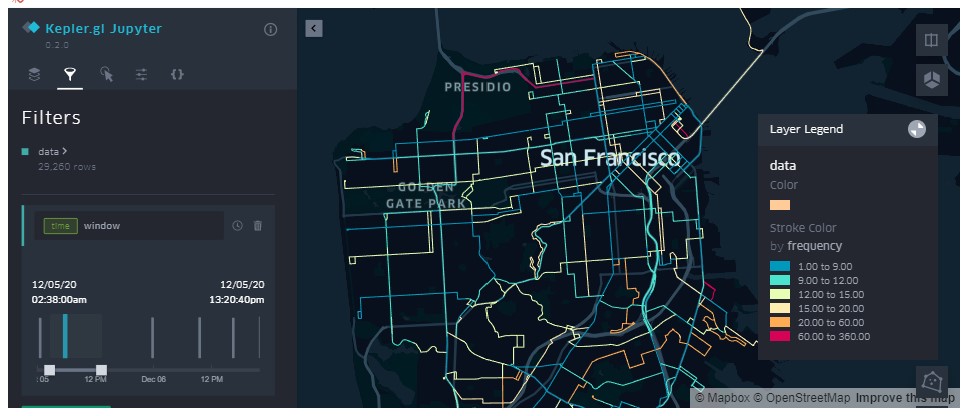 Kepler.gl Jupyter
0.2.0
Filters
data
29,260 rows
time window
12/05/20 12/05/20
02:38:00am 13:20:40pm
05 12 PM Dec 06 12 PM
PRESIDIO
San Francisco
GOLDEN
GATE PARK
Layer Legend
data
Color
Stroke Color
by frequency
1.00 to 9.00
9.00 to 12.00
12.00 to 15.00
15.00 to 20.00
20.00 to 60.00
60.00 to 360.00
© Mapbox © OpenStreetMap Improve this map